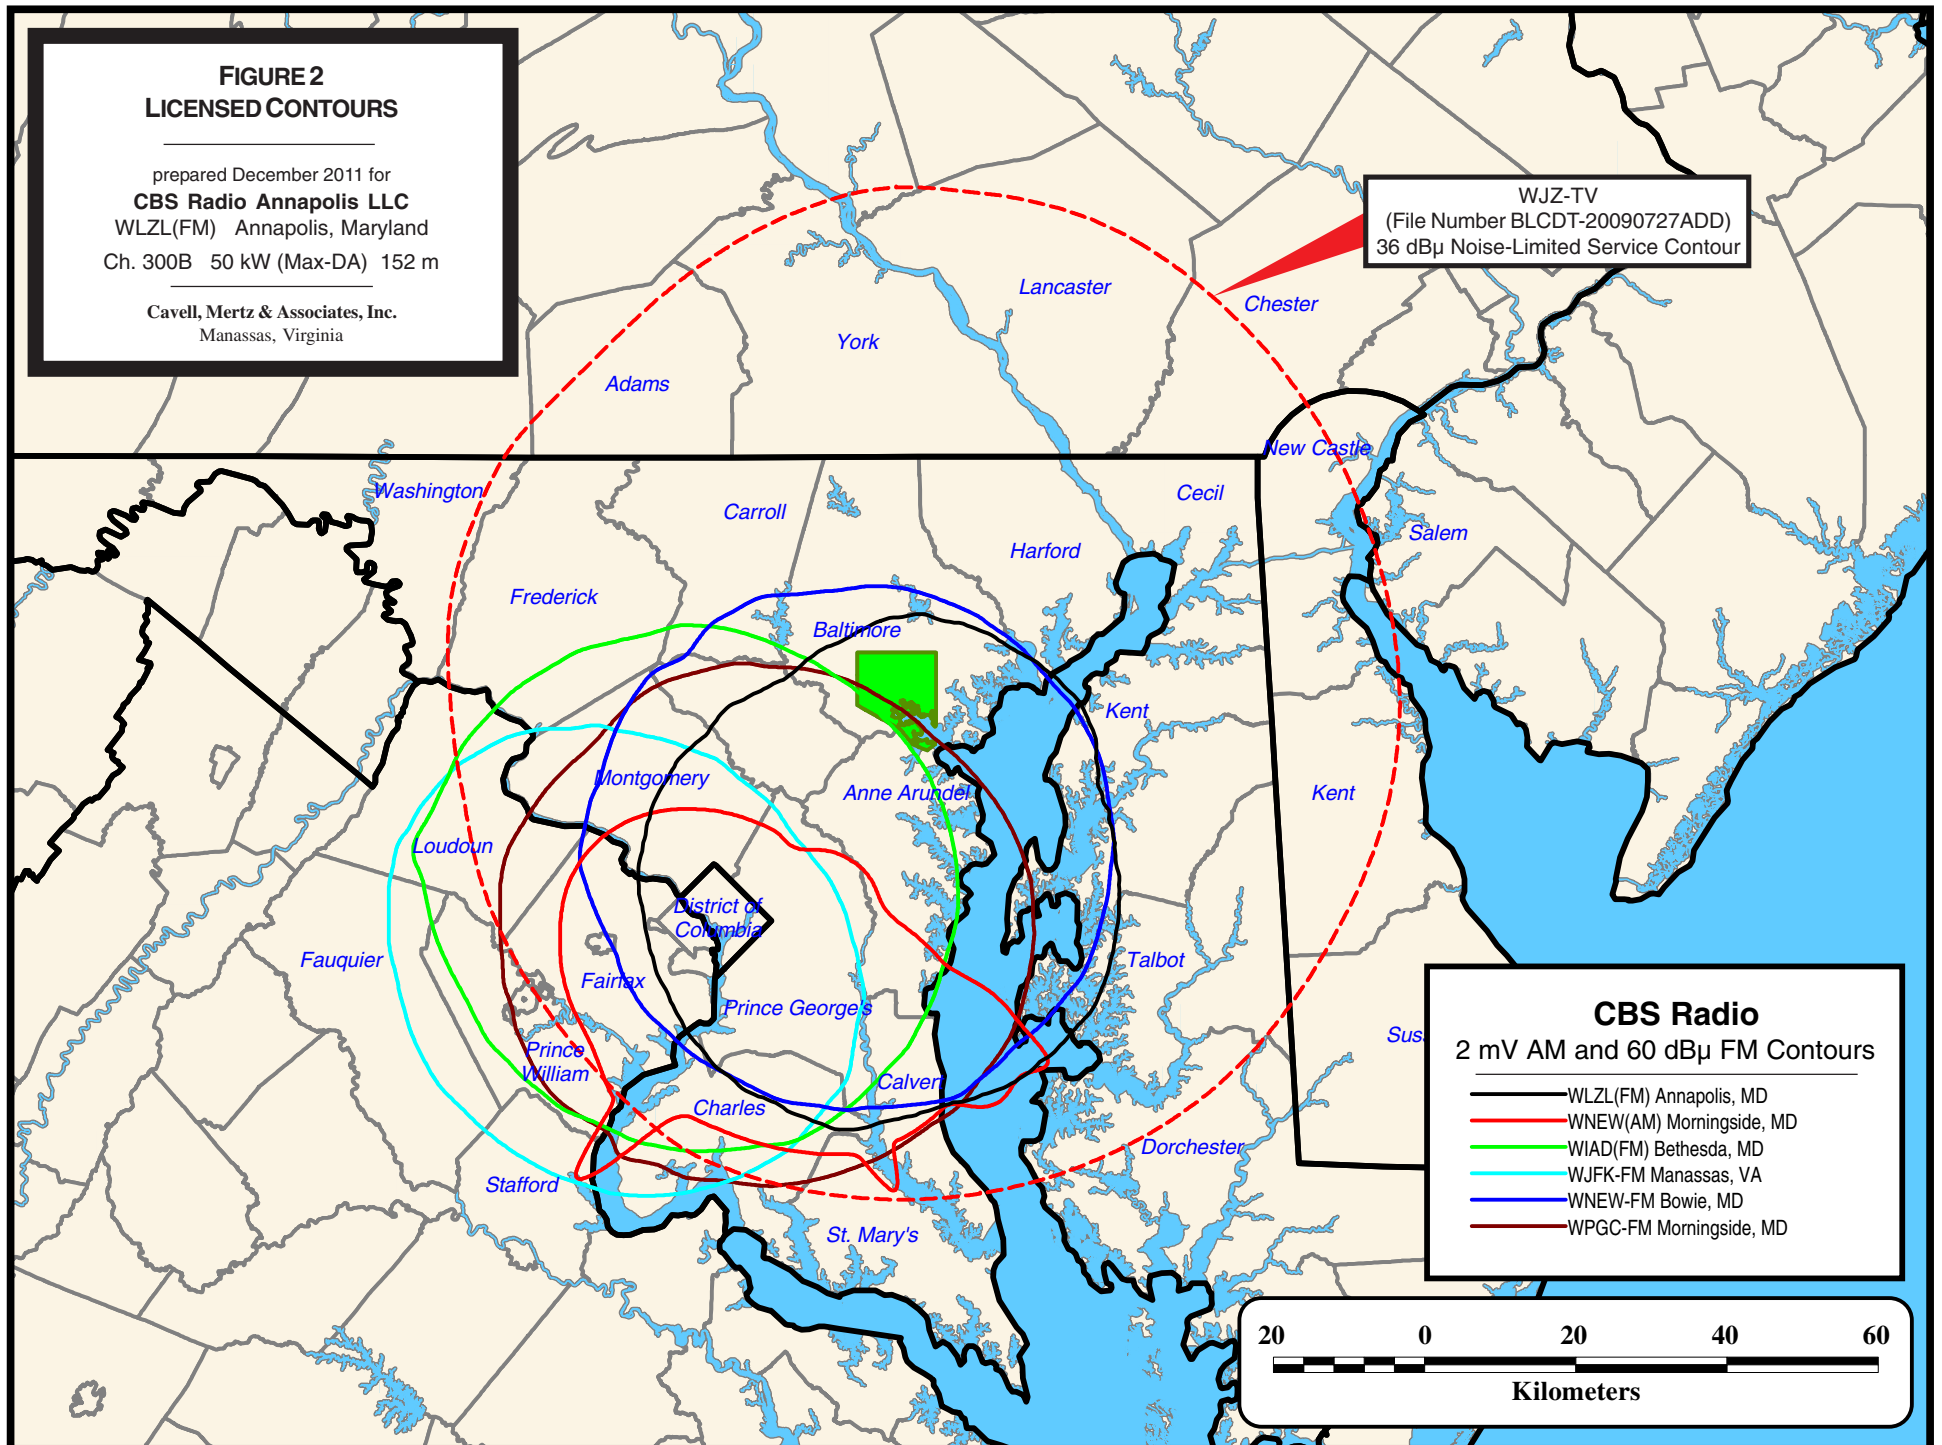 FIGURE 2
LICENSED CONTOURS
prepared December 2011 for
CBS Radio Annapolis LLC
WLZL(FM) Annapolis, Maryland
Ch. 300B 50 kW (Max-DA) 152 m
Cavell, Mertz & Associates, Inc.
Manassas, Virginia
WJZ-TV
(File Number BLCDT-20090727ADD)
36 dBµ Noise-Limited Service Contour
Lancaster
Chester
York
Adams
New Castle
Washington
Cecil
Carroll
Salem
Harford
Frederick
Baltimore
Kent
Montgomery
Anne Arundel
Kent
Loudoun
District of
Columbia
Fauquier
Talbot
Fairfax
Prince George's
Sus
Prince
William
Calvert
Charles
Dorchester
Stafford
St. Mary's
CBS Radio
2 mV AM and 60 dBµ FM Contours
WLZL(FM) Annapolis, MD
WNEW(AM) Morningside, MD
WIAD(FM) Bethesda, MD
WJFK-FM Manassas, VA
WNEW-FM Bowie, MD
WPGC-FM Morningside, MD
20 0 20 40 60
Kilometers